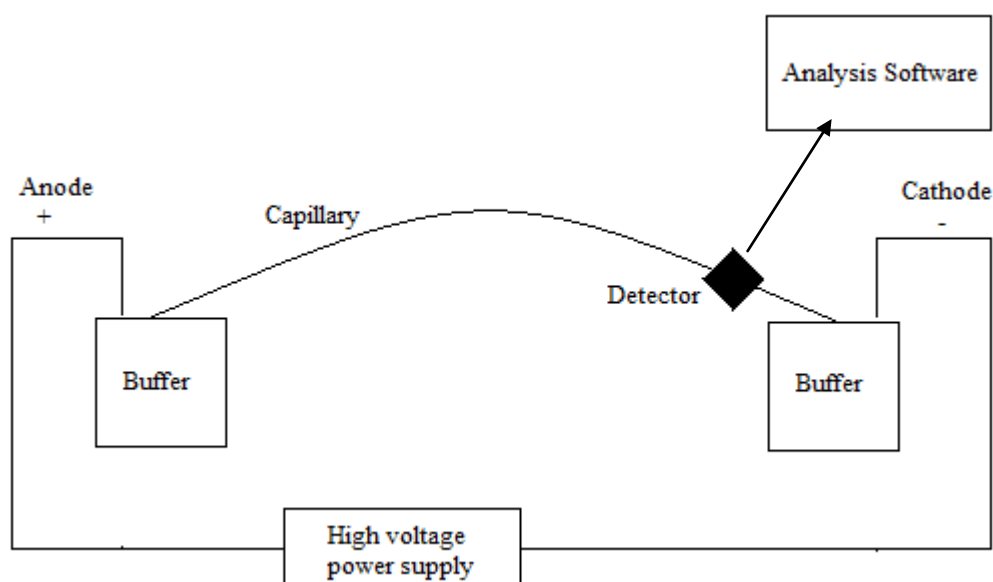 Analysis Software
Anode
+
Cathode
-
Capillary
Detector
Buffer
Buffer
High voltage
power supply